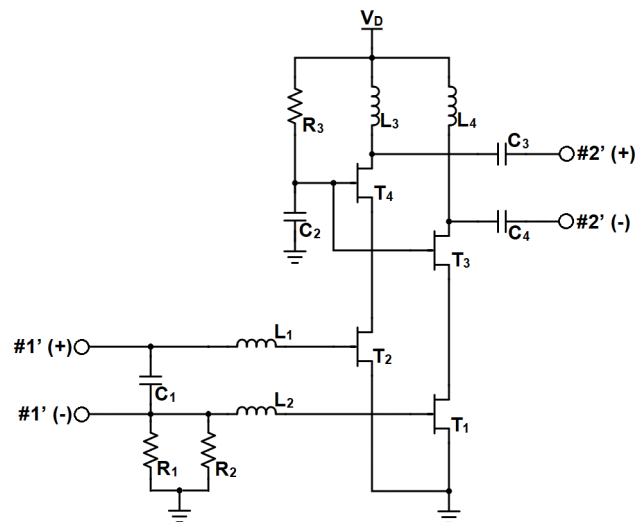 V_D
R3
L3
L4
C3
#2' (+)
T4
C2
C4
#2' (-)
T3
L1
#1' (+)
T2
C1
L2
#1' (-)
T1
R1
R2